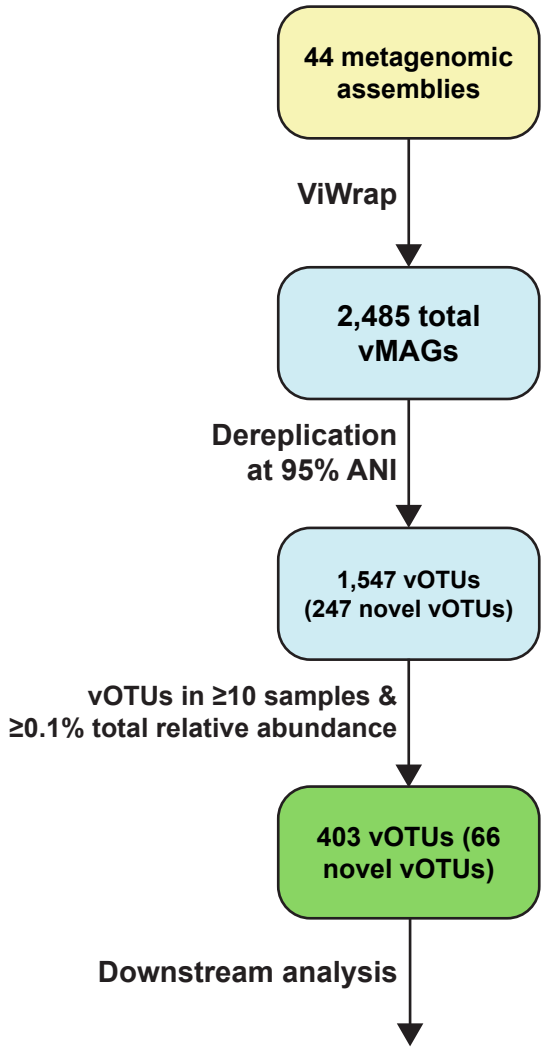 44 metagenomic
assemblies
ViWrap
2,485 total
vMAGs
Dereplication
at 95% ANI
1,547 vOTUs
(247 novel vOTUs)
vOTUs in ≥10 samples &
≥0.1% total relative abundance
403 vOTUs (66
novel vOTUs)
Downstream analysis